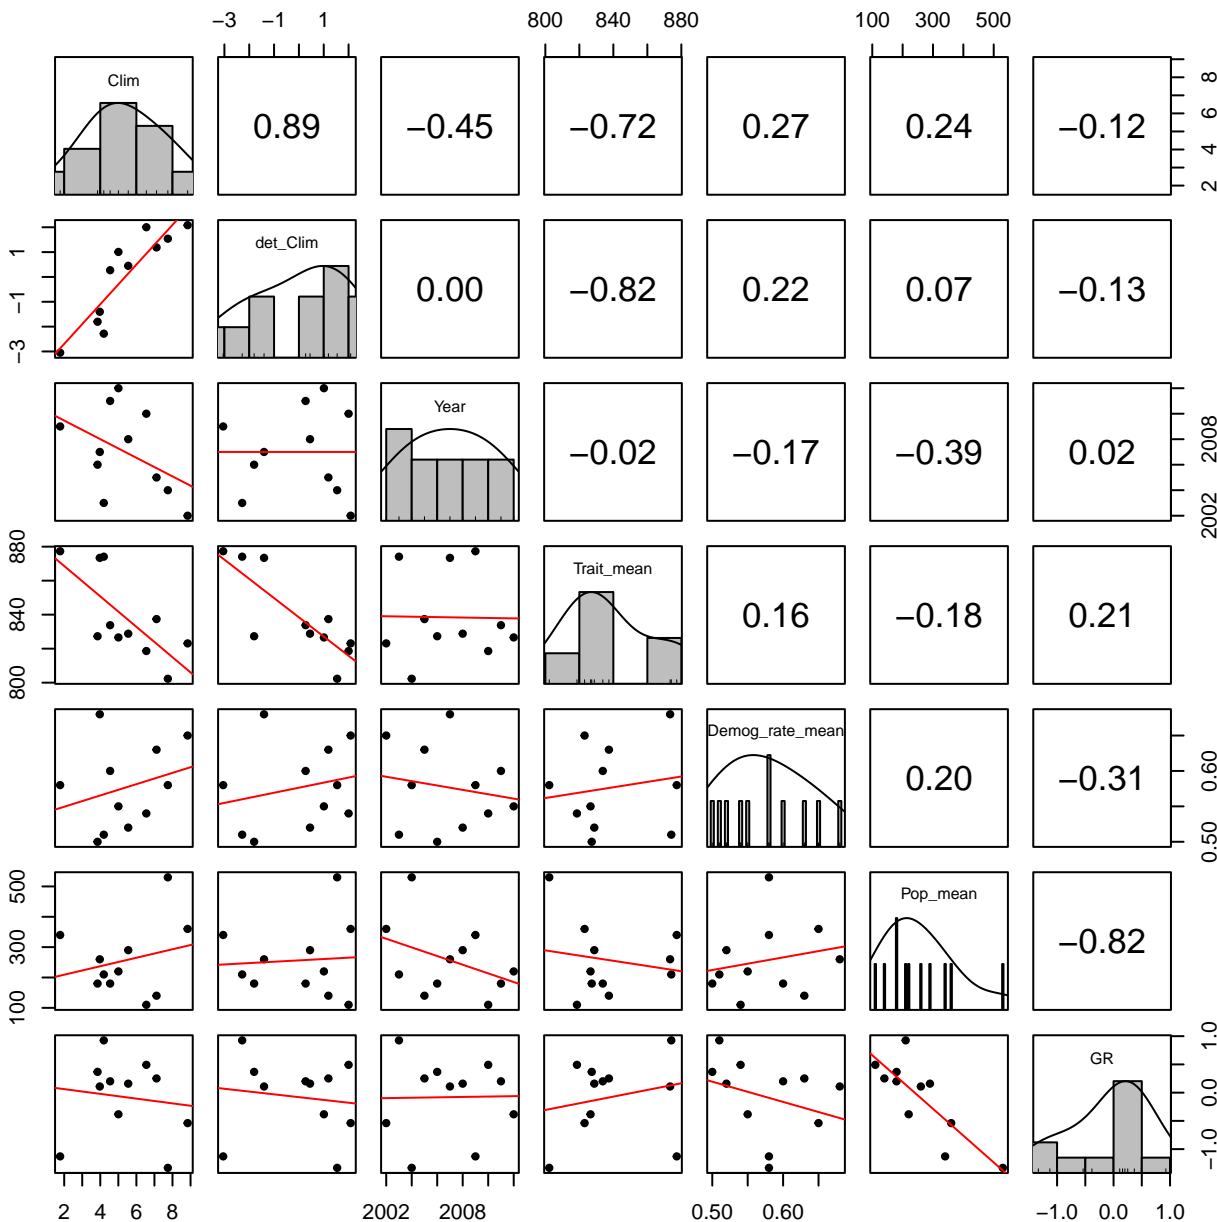 −3 −1 1 800 840 880 100 300 500
Clim
0.89 −0.45 −0.72 0.27 0.24 −0.12
2 4 6 8
det_Clim
0.00 −0.82 0.22 0.07 −0.13
−3 −1 1
Year
−0.02 −0.17 −0.39 0.02
2002 2008
Trait_mean
0.16 −0.18 0.21
800 840 880
Demog_rate_mean
0.20 −0.31
0.50 0.60
Pop_mean
−0.82
100 300 500
GR
−1.0 0.0 1.0
2 4 6 8 2002 2008 0.50 0.60 −1.0 0.0 1.0